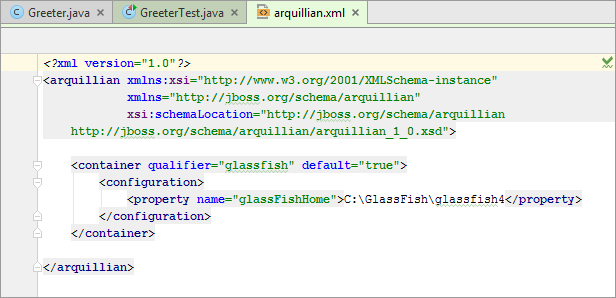 Greeter.java GreeterTest.java arquillian.xml
<?xml version="1.0"?>
<arquillian xmlns:xsi="http://www.w3.org/2001/XMLSchema-instance"
xmlns="http://jboss.org/schema/arquillian"
xsi:schemaLocation="http://jboss.org/schema/arquillian
http://jboss.org/schema/arquillian/arquillian_1_0.xsd">
<container qualifier="glassfish" default="true">
<configuration>
<property name="glassFishHome">C:\GlassFish\glassfish4</property>
</configuration>
</container>
</arquillian>